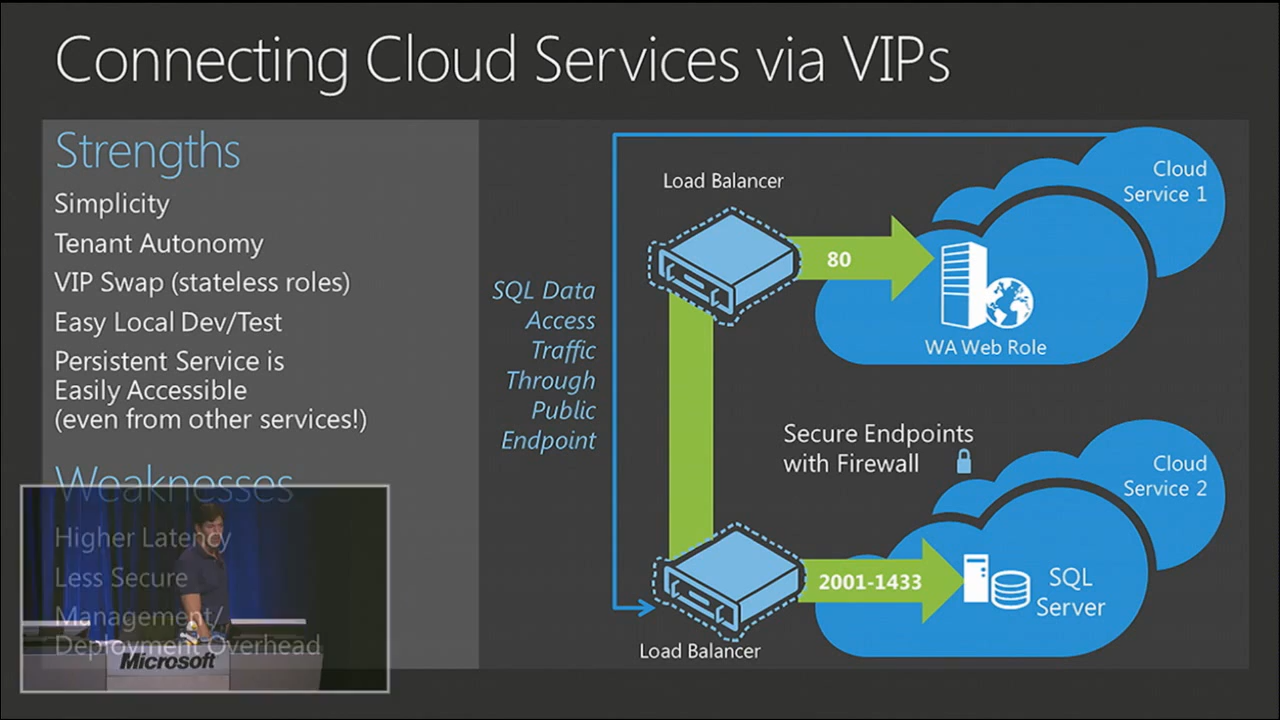 Connecting Cloud Services via VIPs
Strengths
Simplicity
Tenant Autonomy
VIP Swap (stateless roles)
Easy Local Dev/Test
Persistent Service is
Easily Accessible
(even from other services!)
Weaknesses
Higher Latency
Less Secure
Management/
Deployment Overhead
Microsoft
SQL Data
Access
Traffic
Through
Public
Endpoint
Load Balancer
80
Cloud
Service 1
WA Web Role
Secure Endpoints
with Firewall
Cloud
Service 2
2001-1433
SQL
Server
Load Balancer